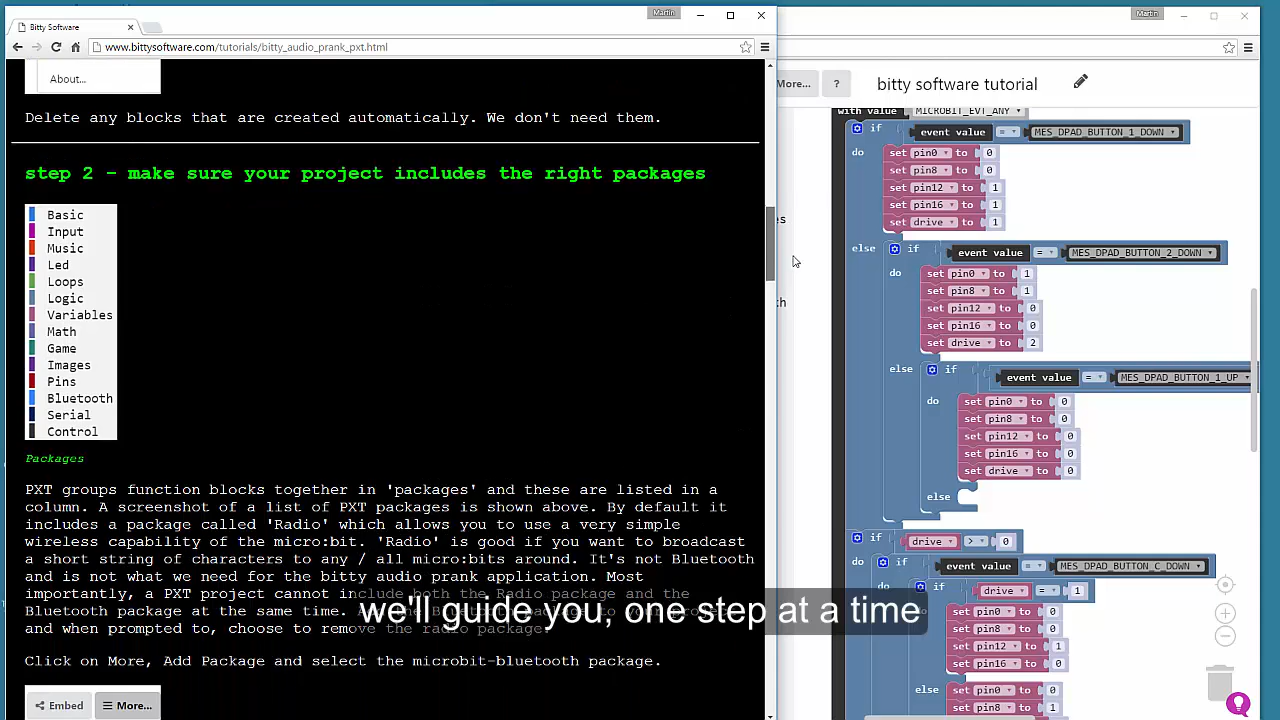 Bitty Software
Martin
www.bittysoftware.com/tutorials/bitty_audio_prank_pxt.html
About...
Delete any blocks that are created automatically. We don't need them.
step 2 - make sure your project includes the right packages
Basic
Input
Music
Led
Loops
Logic
Variables
Math
Game
Images
Pins
Bluetooth
Serial
Control
Packages
PXT groups function blocks together in 'packages' and these are listed in a
column. A screenshot of a list of PXT packages is shown above. By default it
includes a package called 'Radio' which allows you to use a very simple
wireless capability of the micro:bit. 'Radio' is good if you want to broadcast
a short string of characters to any / all micro:bits around. It's not Bluetooth
and is not what we need for the bitty audio prank application. Most
importantly, a PXT project cannot include both the Radio package and the
Bluetooth package at the same time.
and when prompted to, choose to remove the radio package.
Click on More, Add Package and select the microbit-bluetooth package.
Embed
More...
we'll guide you, one step at a time
Martin
More...
?
bitty software tutorial
with value MICROBIT_EVT_ANY
if event value = MES_DPAD_BUTTON_1_DOWN
do set pin0 to 0
set pin8 to 0
set pin12 to 1
set pin16 to 1
set drive to 1
else if event value = MES_DPAD_BUTTON_2_DOWN
do set pin0 to 1
set pin8 to 1
set pin12 to 0
set pin16 to 0
set drive to 2
else if event value = MES_DPAD_BUTTON_1_UP
do set pin0 to 0
set pin8 to 0
set pin12 to 0
set pin16 to 0
set drive to 0
else
if drive > 0
do if event value = MES_DPAD_BUTTON_C_DOWN
do if drive = 1
set pin0 to 0
set pin8 to 0
set pin12 to 1
set pin16 to 0
else set pin0 to 0
set pin8 to 1